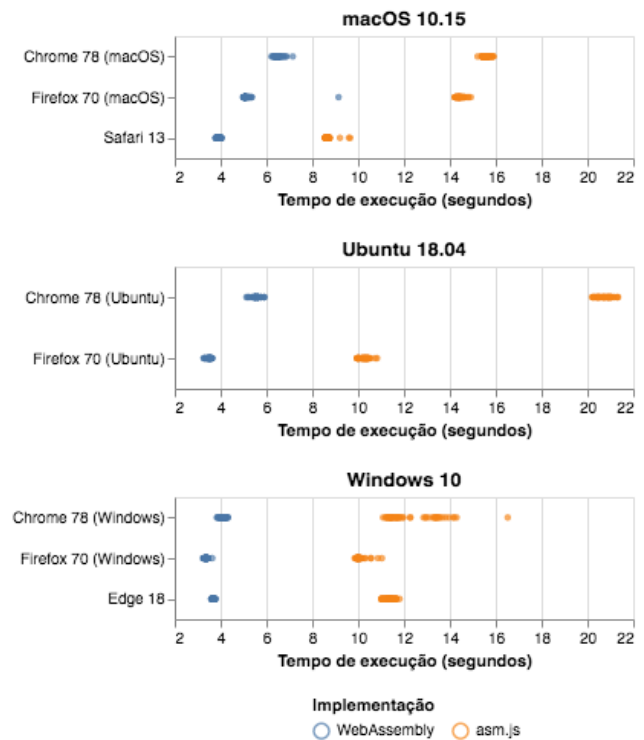 macOS 10.15
Chrome 78 (macOS)
Firefox 70 (macOS)
Safari 13
2 4 6 8 10 12 14 16 18 20 22
Tempo de execução (segundos)
Ubuntu 18.04
Chrome 78 (Ubuntu)
Firefox 70 (Ubuntu)
2 4 6 8 10 12 14 16 18 20 22
Tempo de execução (segundos)
Windows 10
Chrome 78 (Windows)
Firefox 70 (Windows)
Edge 18
2 4 6 8 10 12 14 16 18 20 22
Tempo de execução (segundos)
Implementação
WebAssembly asm.js